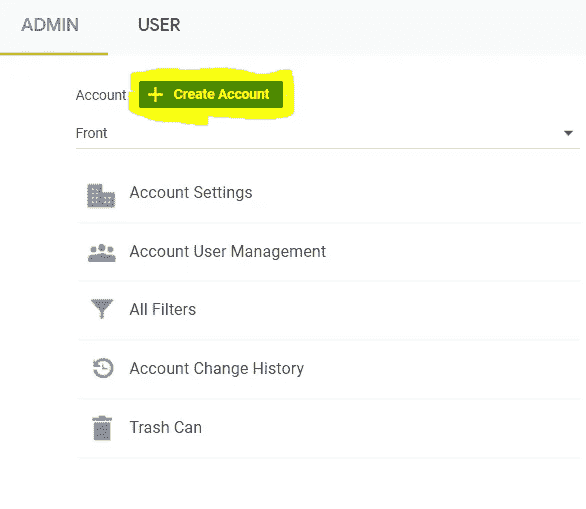 ADMIN USER
Account + Create Account
Front
Account Settings
Account User Management
All Filters
Account Change History
Trash Can